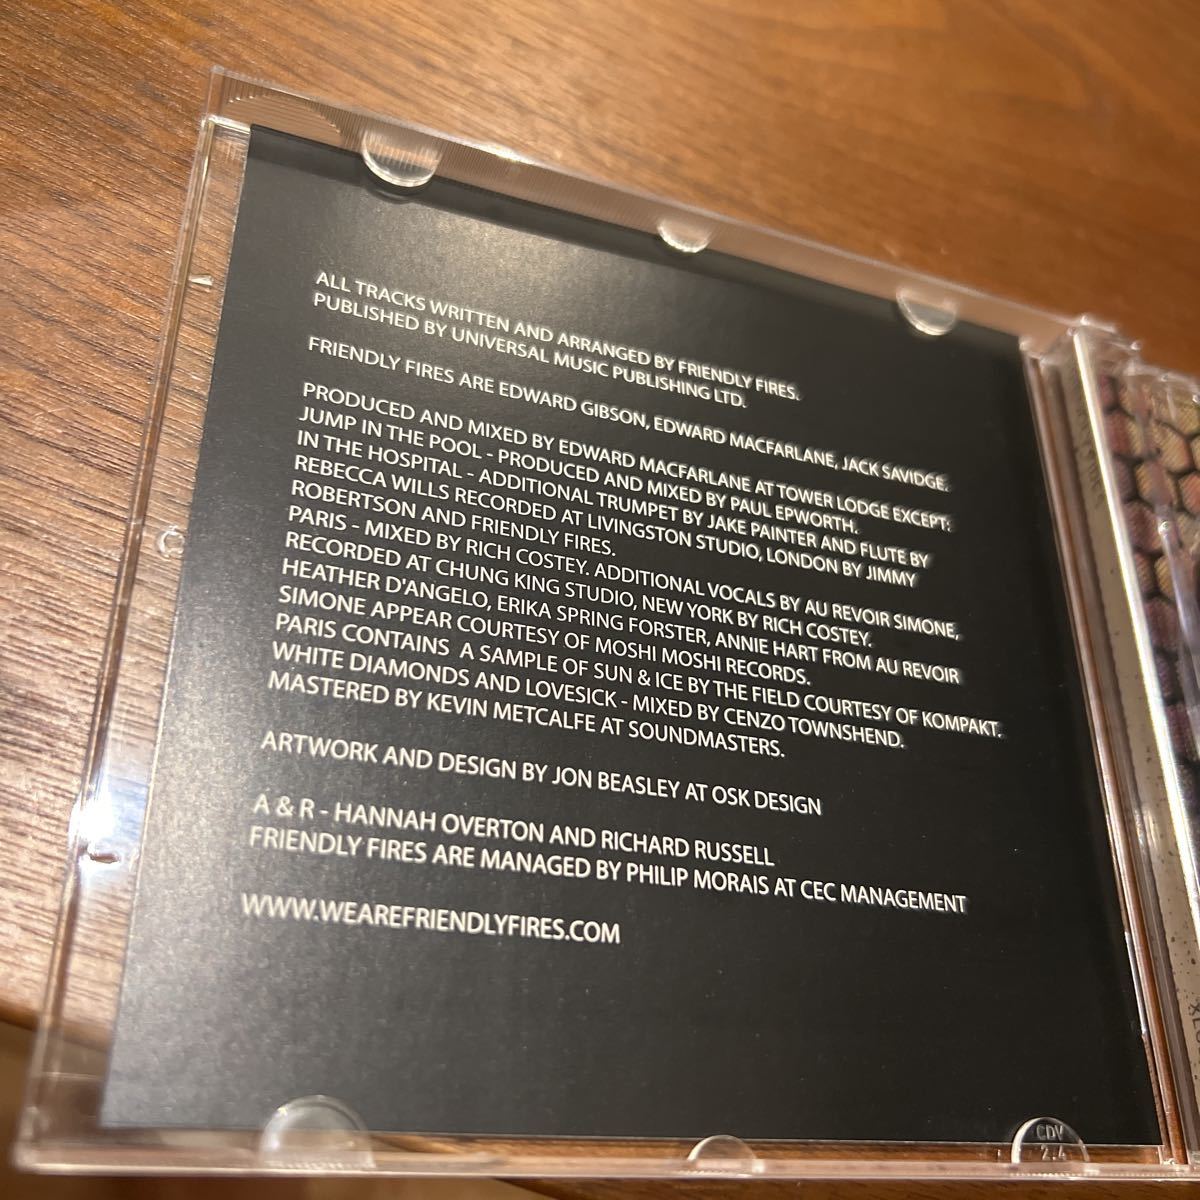 ALL TRACKS WRITTEN AND ARRANGED BY FRIENDLY FIRES.
PUBLISHED BY UNIVERSAL MUSIC PUBLISHING LTD.
FRIENDLY FIRES ARE EDWARD GIBSON, EDWARD MACFARLANE, JACK SAVIDGE.
PRODUCED AND MIXED BY EDWARD MACFARLANE AT TOWER LODGE EXCEPT:
JUMP IN THE POOL - PRODUCED AND MIXED BY PAUL EPWORTH.
IN THE HOSPITAL - ADDITIONAL TRUMPET BY JAKE PAINTER AND FLUTE BY
REBECCA WILLS RECORDED AT LIVINGSTON STUDIO, LONDON BY JIMMY
ROBERTSON AND FRIENDLY FIRES.
PARIS - MIXED BY RICH COSTEY. ADDITIONAL VOCALS BY AU REVOIR SIMONE,
RECORDED AT CHUNG KING STUDIO, NEW YORK BY RICH COSTEY.
HEATHER D'ANGELO, ERIKA SPRING FORSTER, ANNIE HART FROM AU REVOIR
SIMONE APPEAR COURTESY OF MOSHI MOSHI RECORDS.
PARIS CONTAINS A SAMPLE OF SUN & ICE BY THE FIELD COURTESY OF KOMPAKT.
WHITE DIAMONDS AND LOVESICK - MIXED BY CENZO TOWNSHEND.
MASTERED BY KEVIN METCALFE AT SOUNDMASTERS.
ARTWORK AND DESIGN BY JON BEASLEY AT OSK DESIGN
A & R - HANNAH OVERTON AND RICHARD RUSSELL
FRIENDLY FIRES ARE MANAGED BY PHILIP MORAIS AT CEC MANAGEMENT
WWW.WEAREFRIENDLYFIRES.COM
CDV
2.4